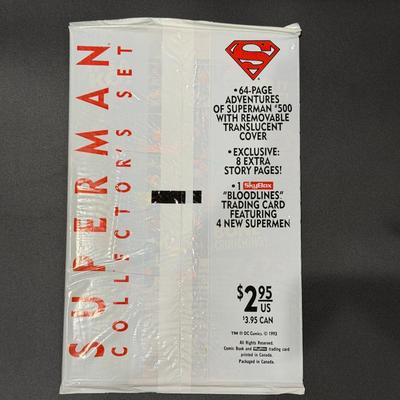 SUPERMAN
COLLECTOR'S SET
S
• 64-PAGE
ADVENTURES
OF SUPERMAN #500
WITH REMOVABLE
TRANSLUCENT
COVER
• EXCLUSIVE:
8 EXTRA
STORY PAGES!
• 1 SkyBox
"BLOODLINES"
TRADING CARD
FEATURING
4 NEW SUPERMEN
$2.95
US
$3.95 CAN
TM & © DC Comics. © 1993
All Rights Reserved.
Comic Book and SkyBox trading card
printed in Canada.
Packaged in Canada.